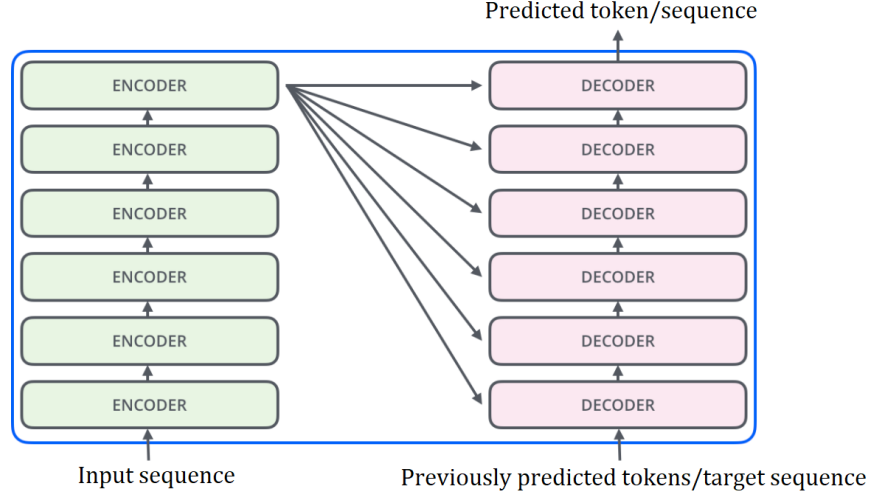 Predicted token/sequence
ENCODER
DECODER
ENCODER
DECODER
ENCODER
DECODER
ENCODER
DECODER
ENCODER
DECODER
ENCODER
DECODER
Input sequence
Previously predicted tokens/target sequence